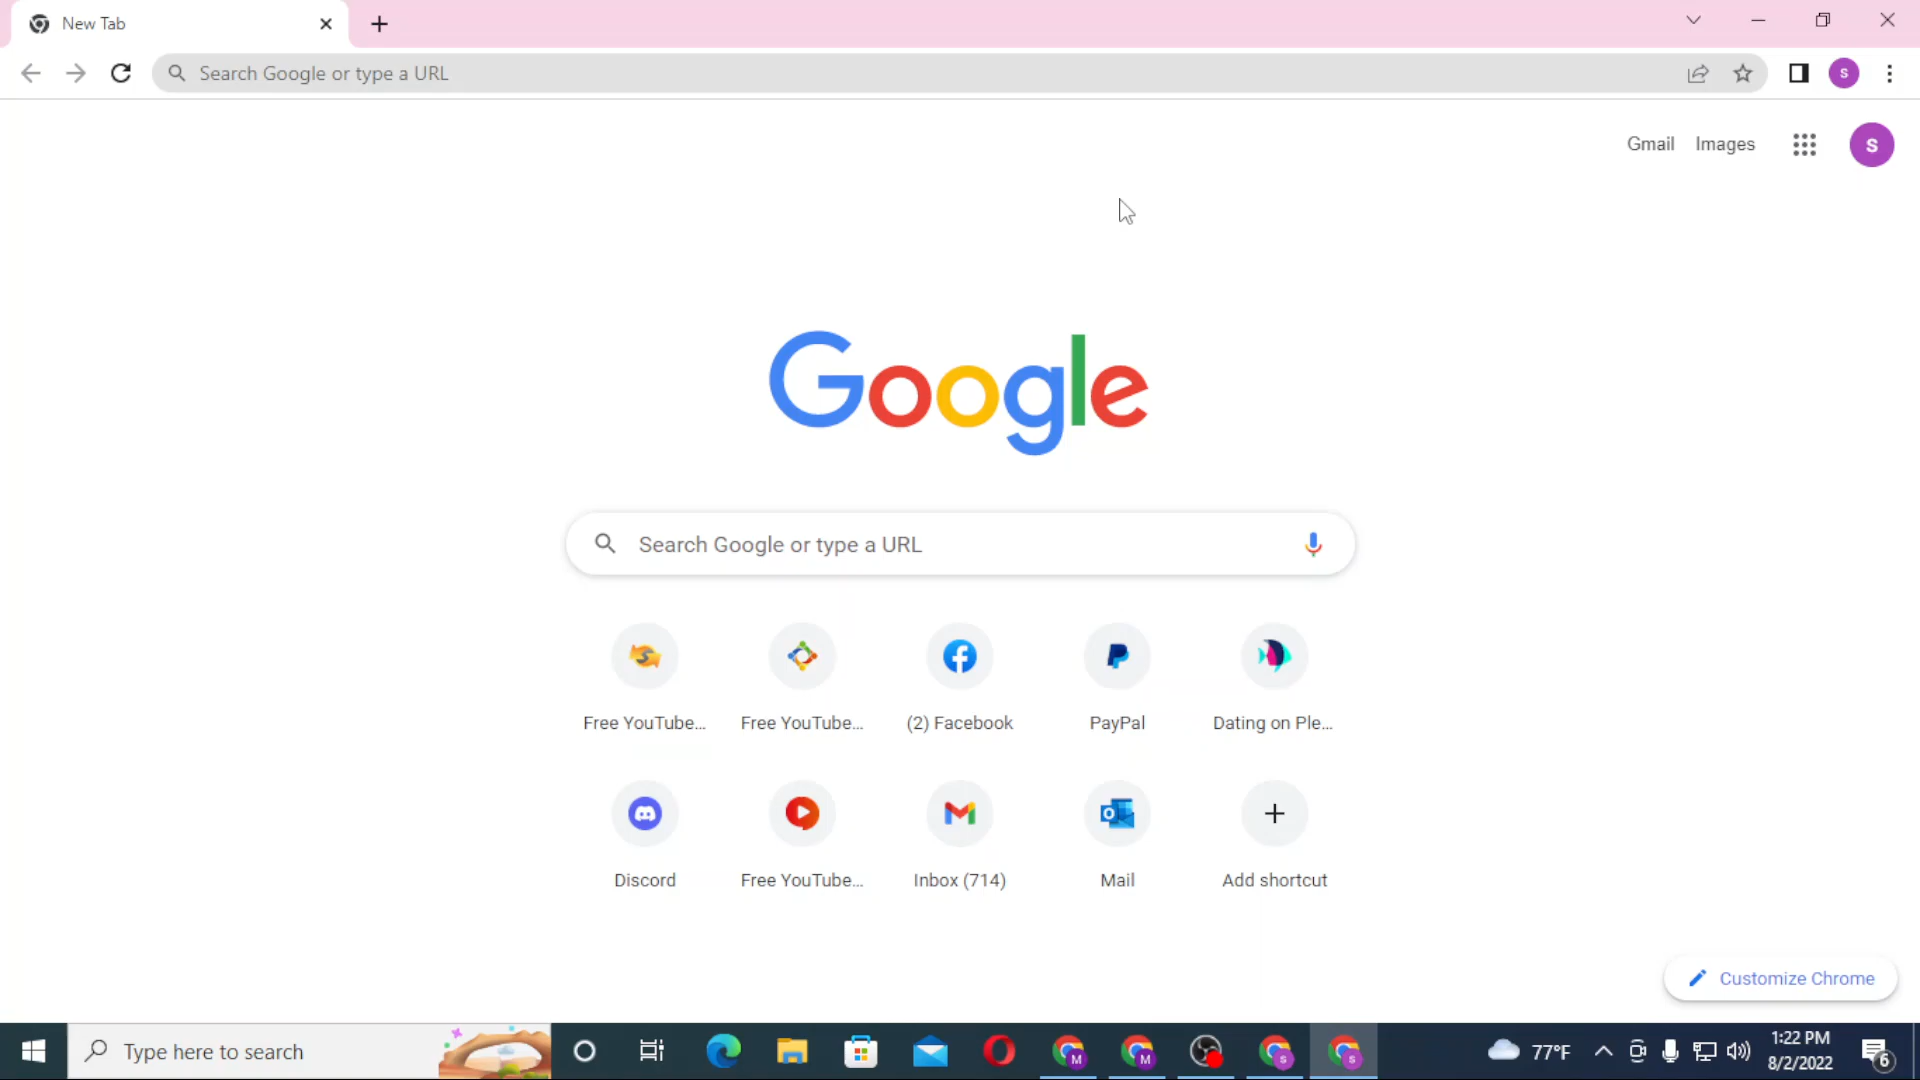 New Tab
Search Google or type a URL
S
Gmail Images
S
Google
Search Google or type a URL
Free YouTube... Free YouTube... (2) Facebook PayPal Dating on Ple...
Discord Free YouTube... Inbox (714) Mail Add shortcut
Customize Chrome
Type here to search
M M S S
77°F
1:22 PM
8/2/2022
6